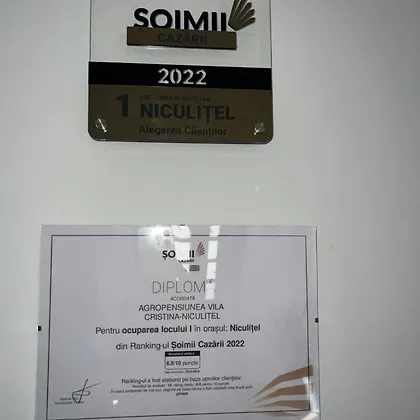 ȘOIMII
CAZĂRII
2022
1 NICULIȚEL
Alegerea Clienților
ȘOIMII
CAZĂRII
DIPLOMĂ
ACORDATĂ
AGROPENSIUNEA VILA
CRISTINA-NICULIȚEL
Pentru ocuparea locului I în orașul: Niculițel
din Ranking-ul Șoimii Cazării 2022
8.9/10 puncte
Ranking-ul a fost elaborat pe baza opiniilor clienților.